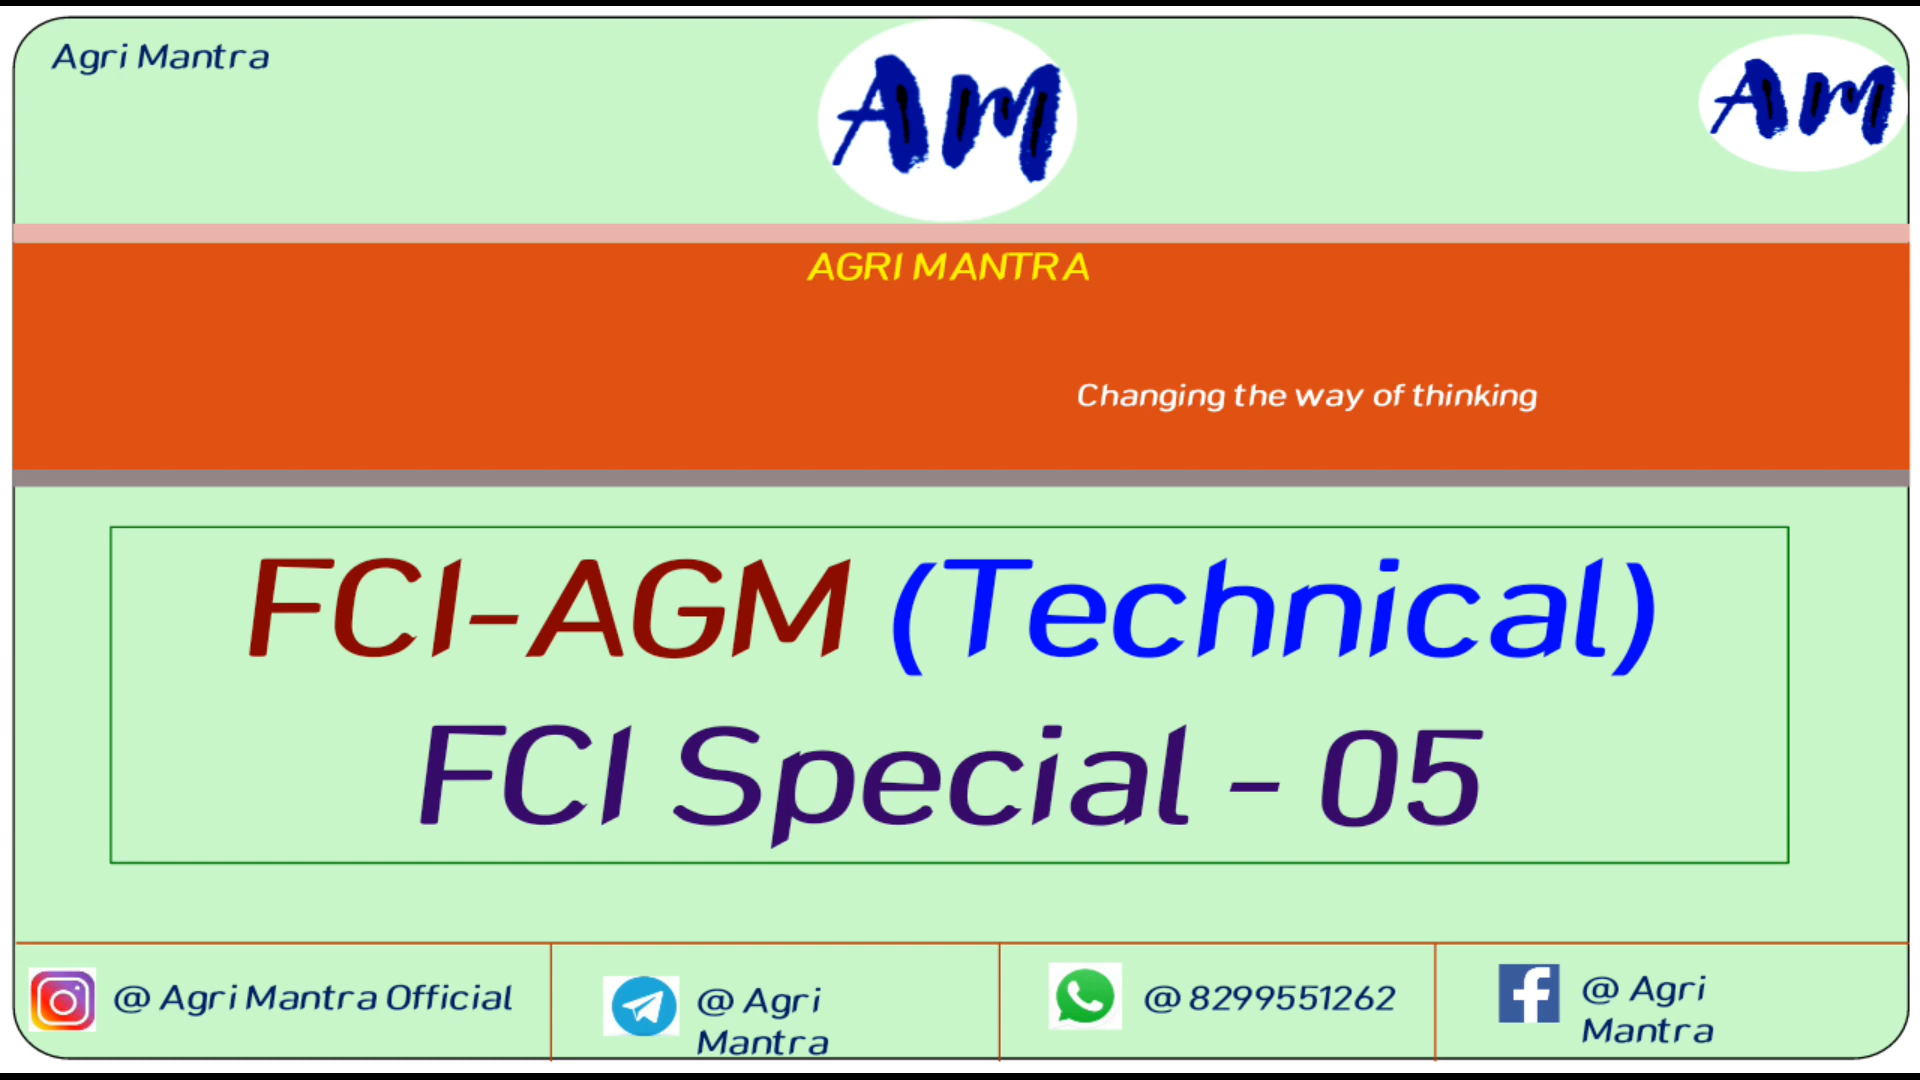 Agri Mantra
AM
AM
AGRI MANTRA
Changing the way of thinking
FCI-AGM (Technical)
FCI Special - 05
@ Agri Mantra Official
@ Agri
Mantra
@ 8299551262
@ Agri
Mantra